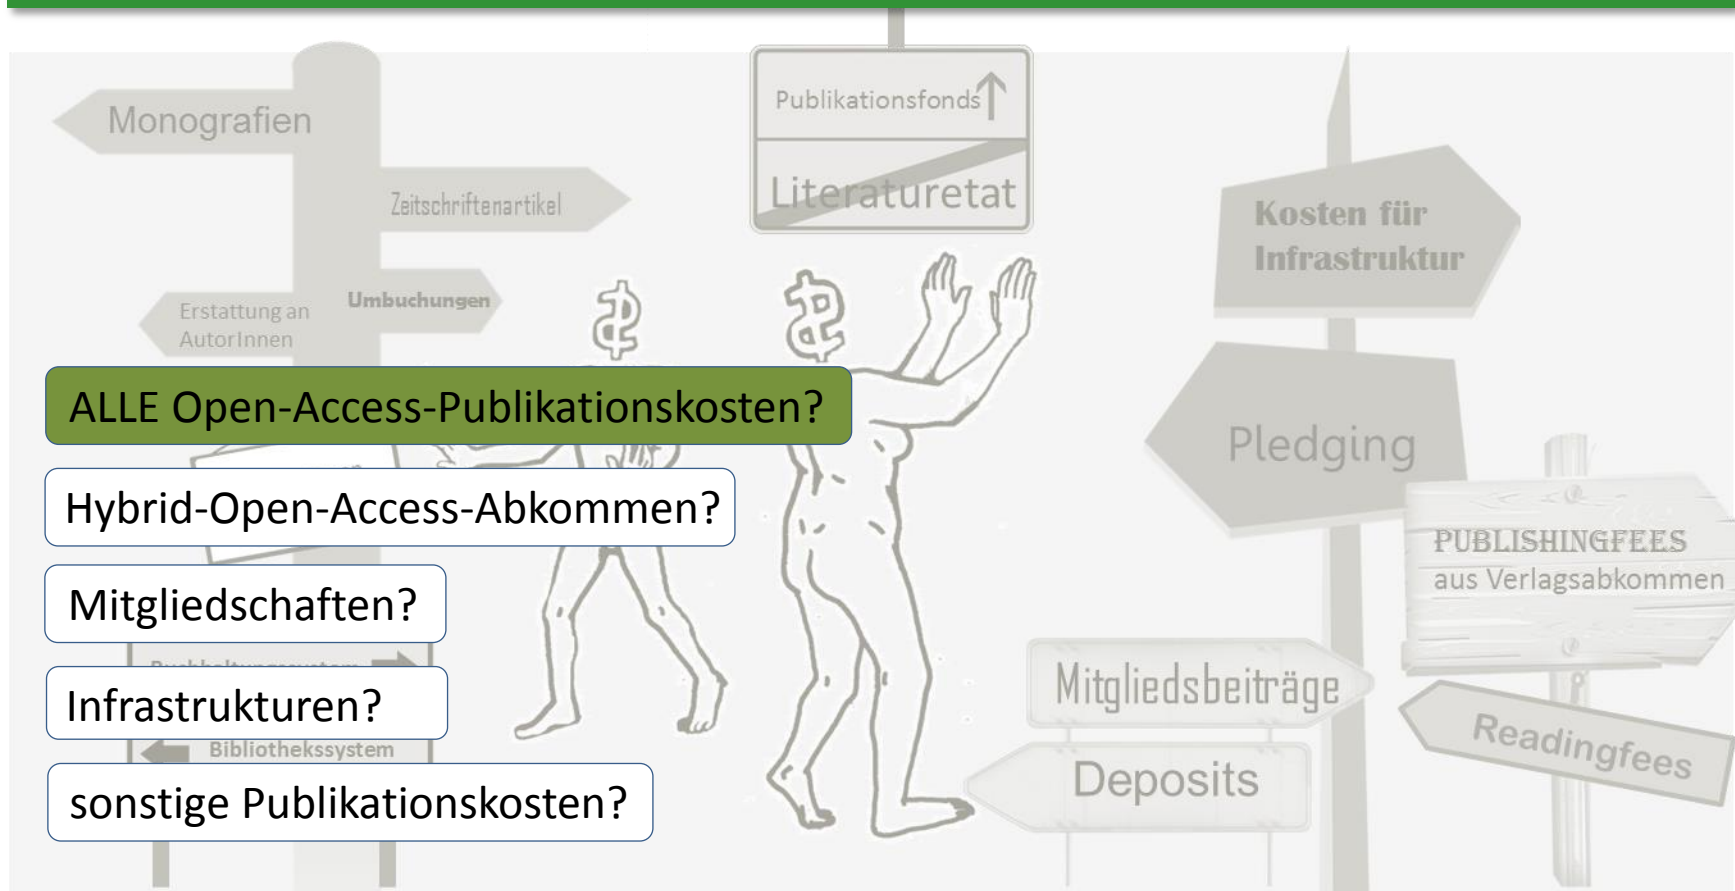 Monografien
Zeitschriftenartikel
Umbuchungen
Erstattung an
AutorInnen
Publikationsfonds
Literaturetat
Kosten für
Infrastruktur
Pledging
PUBLISHINGFEES
aus Verlagsabkommen
Readingfees
Mitgliedsbeiträge
Deposits
ALLE Open-Access-Publikationskosten?
Hybrid-Open-Access-Abkommen?
Mitgliedschaften?
Infrastrukturen?
Bibliothekssystem
sonstige Publikationskosten?